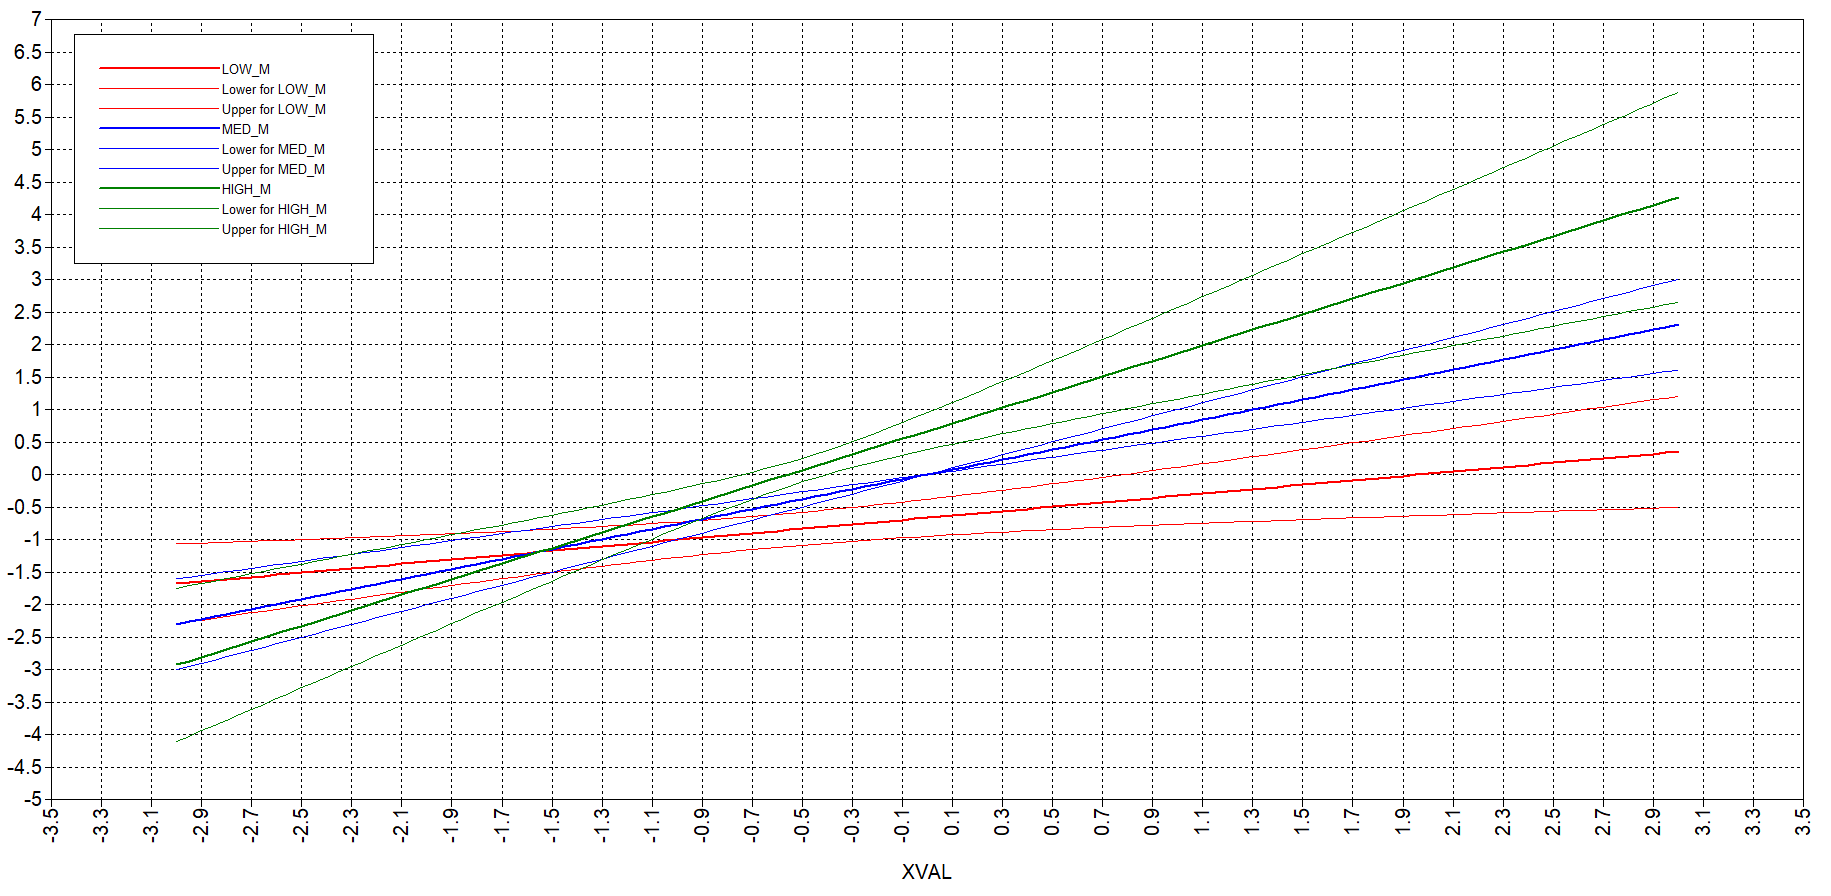 7
6.5
6
5.5
5
4.5
4
3.5
3
2.5
2
1.5
1
0.5
0
-0.5
-1
-1.5
-2
-2.5
-3
-3.5
-4
-4.5
-5
LOW_M
Lower for LOW_M
Upper for LOW_M
MED_M
Lower for MED_M
Upper for MED_M
HIGH_M
Lower for HIGH_M
Upper for HIGH_M
-3.5 -3.3 -3.1 -2.9 -2.7 -2.5 -2.3 -2.1 -1.9 -1.7 -1.5 -1.3 -1.1 -0.9 -0.7 -0.5 -0.3 -0.1 0.1 0.3 0.5 0.7 0.9 1.1 1.3 1.5 1.7 1.9 2.1 2.3 2.5 2.7 2.9 3.1 3.3 3.5
XVAL